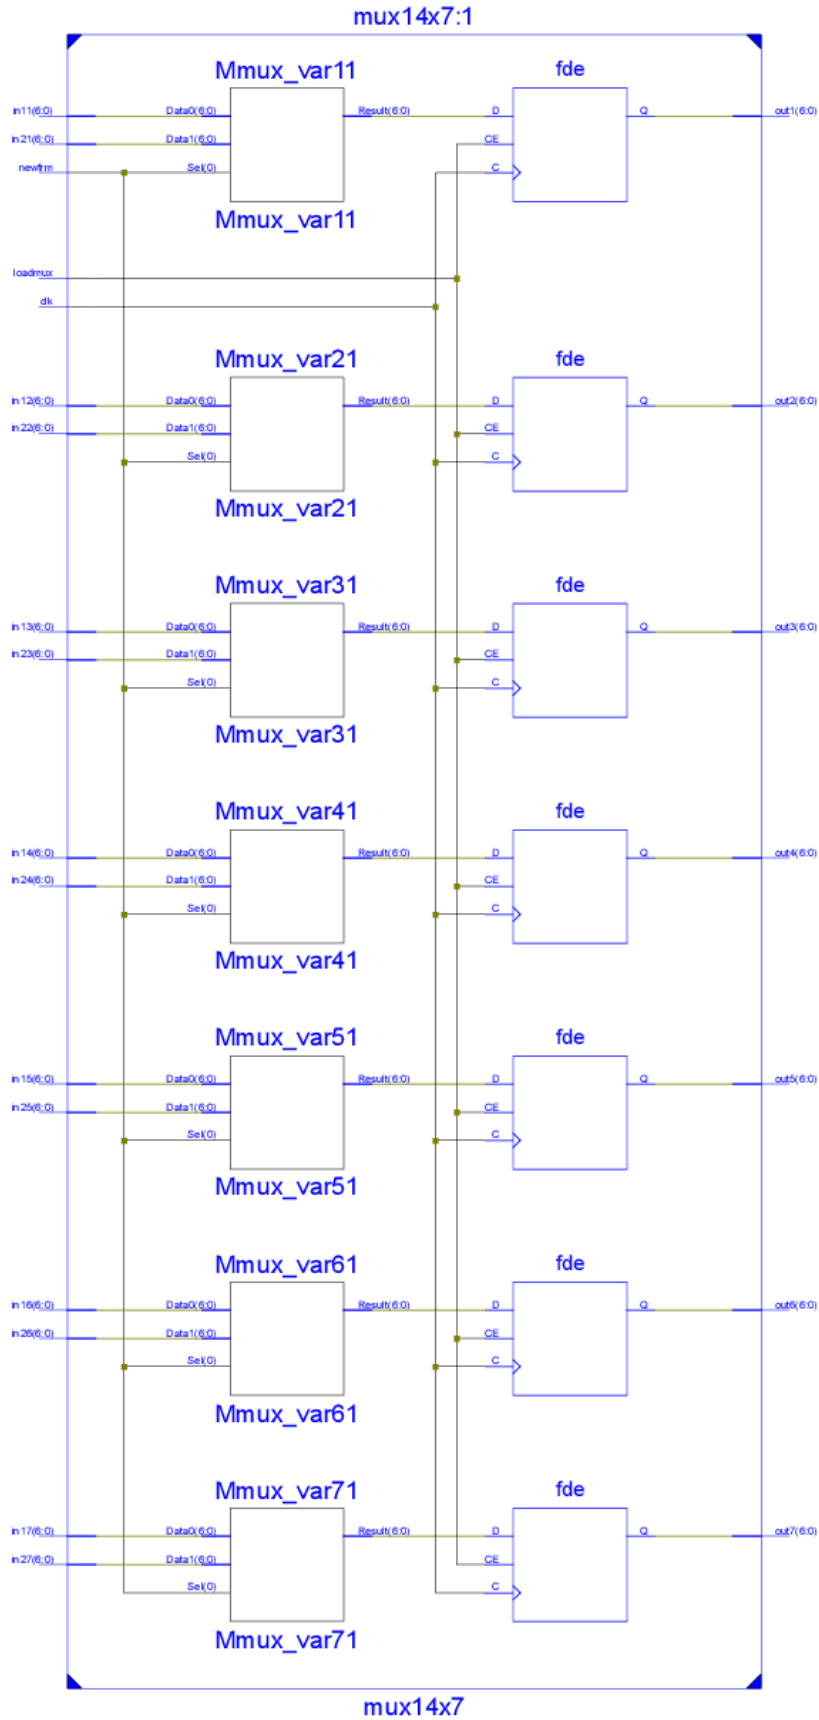 mux14x7:1
Mmux_var11 fde
in11(6:0) Data0(6:0) Result(6:0) D Q out1(6:0)
in21(6:0) Data1(6:0) CE
newfrm Sel(0) C
Mmux_var11
loadmux
clk
Mmux_var21 fde
in12(6:0) Data0(6:0) Result(6:0) D Q out2(6:0)
in22(6:0) Data1(6:0) CE
Sel(0) C
Mmux_var21
Mmux_var31 fde
in13(6:0) Data0(6:0) Result(6:0) D Q out3(6:0)
in23(6:0) Data1(6:0) CE
Sel(0) C
Mmux_var31
Mmux_var41 fde
in14(6:0) Data0(6:0) Result(6:0) D Q out4(6:0)
in24(6:0) Data1(6:0) CE
Sel(0) C
Mmux_var41
Mmux_var51 fde
in15(6:0) Data0(6:0) Result(6:0) D Q out5(6:0)
in25(6:0) Data1(6:0) CE
Sel(0) C
Mmux_var51
Mmux_var61 fde
in16(6:0) Data0(6:0) Result(6:0) D Q out6(6:0)
in26(6:0) Data1(6:0) CE
Sel(0) C
Mmux_var61
Mmux_var71 fde
in17(6:0) Data0(6:0) Result(6:0) D Q out7(6:0)
in27(6:0) Data1(6:0) CE
Sel(0) C
Mmux_var71
mux14x7